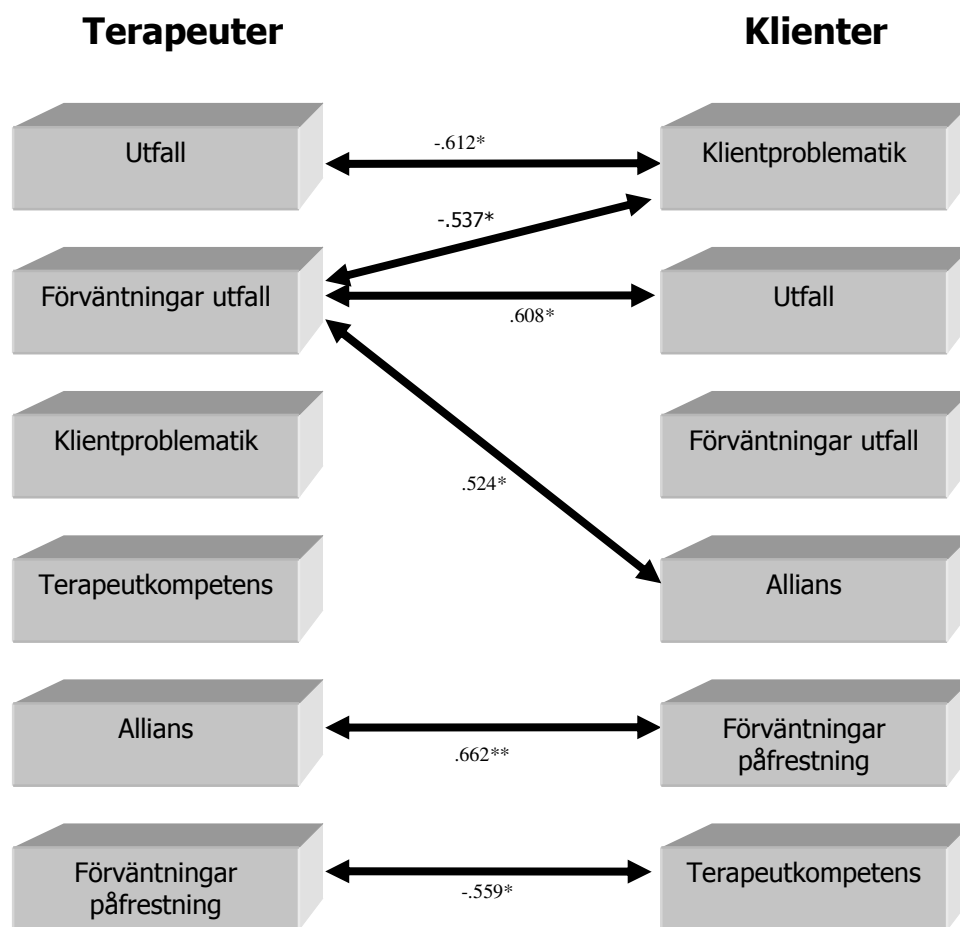 Terapeuter Klienter
Utfall -.612* Klientproblematik
-.537*
Förväntningar utfall .608* Utfall
Klientproblematik Förväntningar utfall
.524*
Terapeutkompetens Allians
Allians .662** Förväntningar
påfrestning
Förväntningar
påfrestning -.559* Terapeutkompetens